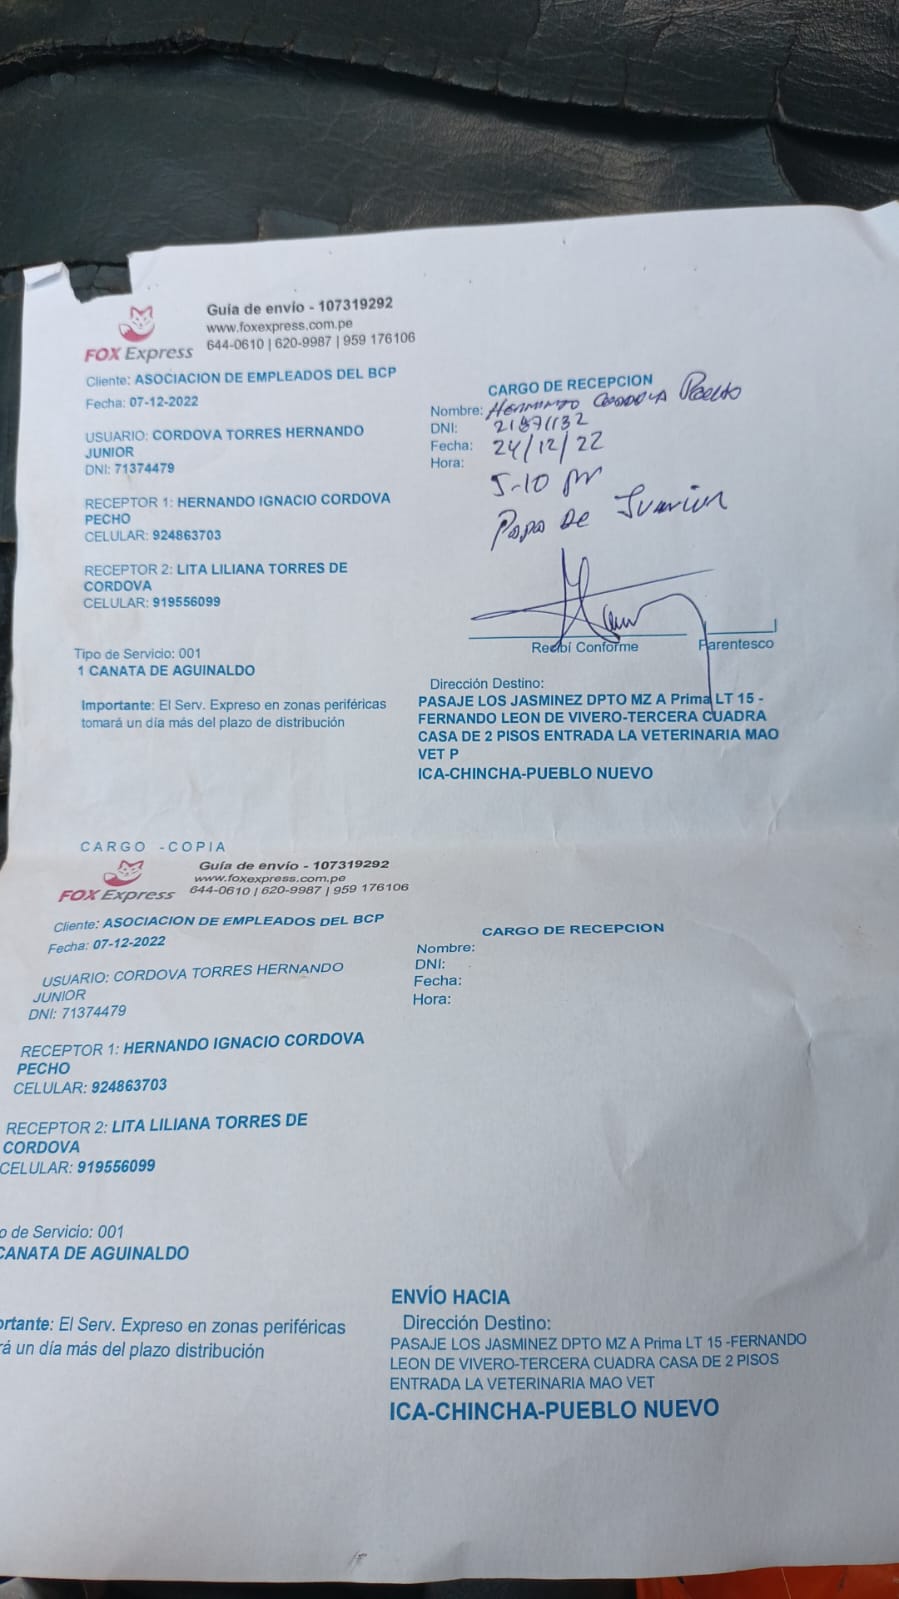 Guía de envío - 107319292
www.foxexpress.com.pe
644-0610 | 620-9987 | 959 176106
FOX Express
Cliente: ASOCIACION DE EMPLEADOS DEL BCP
Fecha: 07-12-2022
USUARIO: CORDOVA TORRES HERNANDO
JUNIOR
DNI: 71374479
RECEPTOR 1: HERNANDO IGNACIO CORDOVA
PECHO
CELULAR: 924863703
RECEPTOR 2: LITA LILIANA TORRES DE
CORDOVA
CELULAR: 919556099
Tipo de Servicio: 001
1 CANATA DE AGUINALDO
Importante: El Serv. Expreso en zonas periféricas
tomará un día más del plazo de distribución
CARGO DE RECEPCION
Nombre:
DNI: 21871132
Fecha: 24/12/22
Hora:
5-10 pm
Papa De Junior
Recibí Conforme
Parentesco
Dirección Destino:
PASAJE LOS JASMINEZ DPTO MZ A Prima LT 15 -
FERNANDO LEON DE VIVERO-TERCERA CUADRA
CASA DE 2 PISOS ENTRADA LA VETERINARIA MAO
VET P
ICA-CHINCHA-PUEBLO NUEVO
CARGO -COPIA
Guía de envío - 107319292
www.foxexpress.com.pe
644-0610 | 620-9987 | 959 176106
FOX Express
Cliente: ASOCIACION DE EMPLEADOS DEL BCP
Fecha: 07-12-2022
USUARIO: CORDOVA TORRES HERNANDO
JUNIOR
DNI: 71374479
RECEPTOR 1: HERNANDO IGNACIO CORDOVA
PECHO
CELULAR: 924863703
RECEPTOR 2: LITA LILIANA TORRES DE
CORDOVA
CELULAR: 919556099
o de Servicio: 001
CANATA DE AGUINALDO
ortante: El Serv. Expreso en zonas periféricas
rá un día más del plazo distribución
CARGO DE RECEPCION
Nombre:
DNI:
Fecha:
Hora:
ENVÍO HACIA
Dirección Destino:
PASAJE LOS JASMINEZ DPTO MZ A Prima LT 15 -FERNANDO
LEON DE VIVERO-TERCERA CUADRA CASA DE 2 PISOS
ENTRADA LA VETERINARIA MAO VET
ICA-CHINCHA-PUEBLO NUEVO